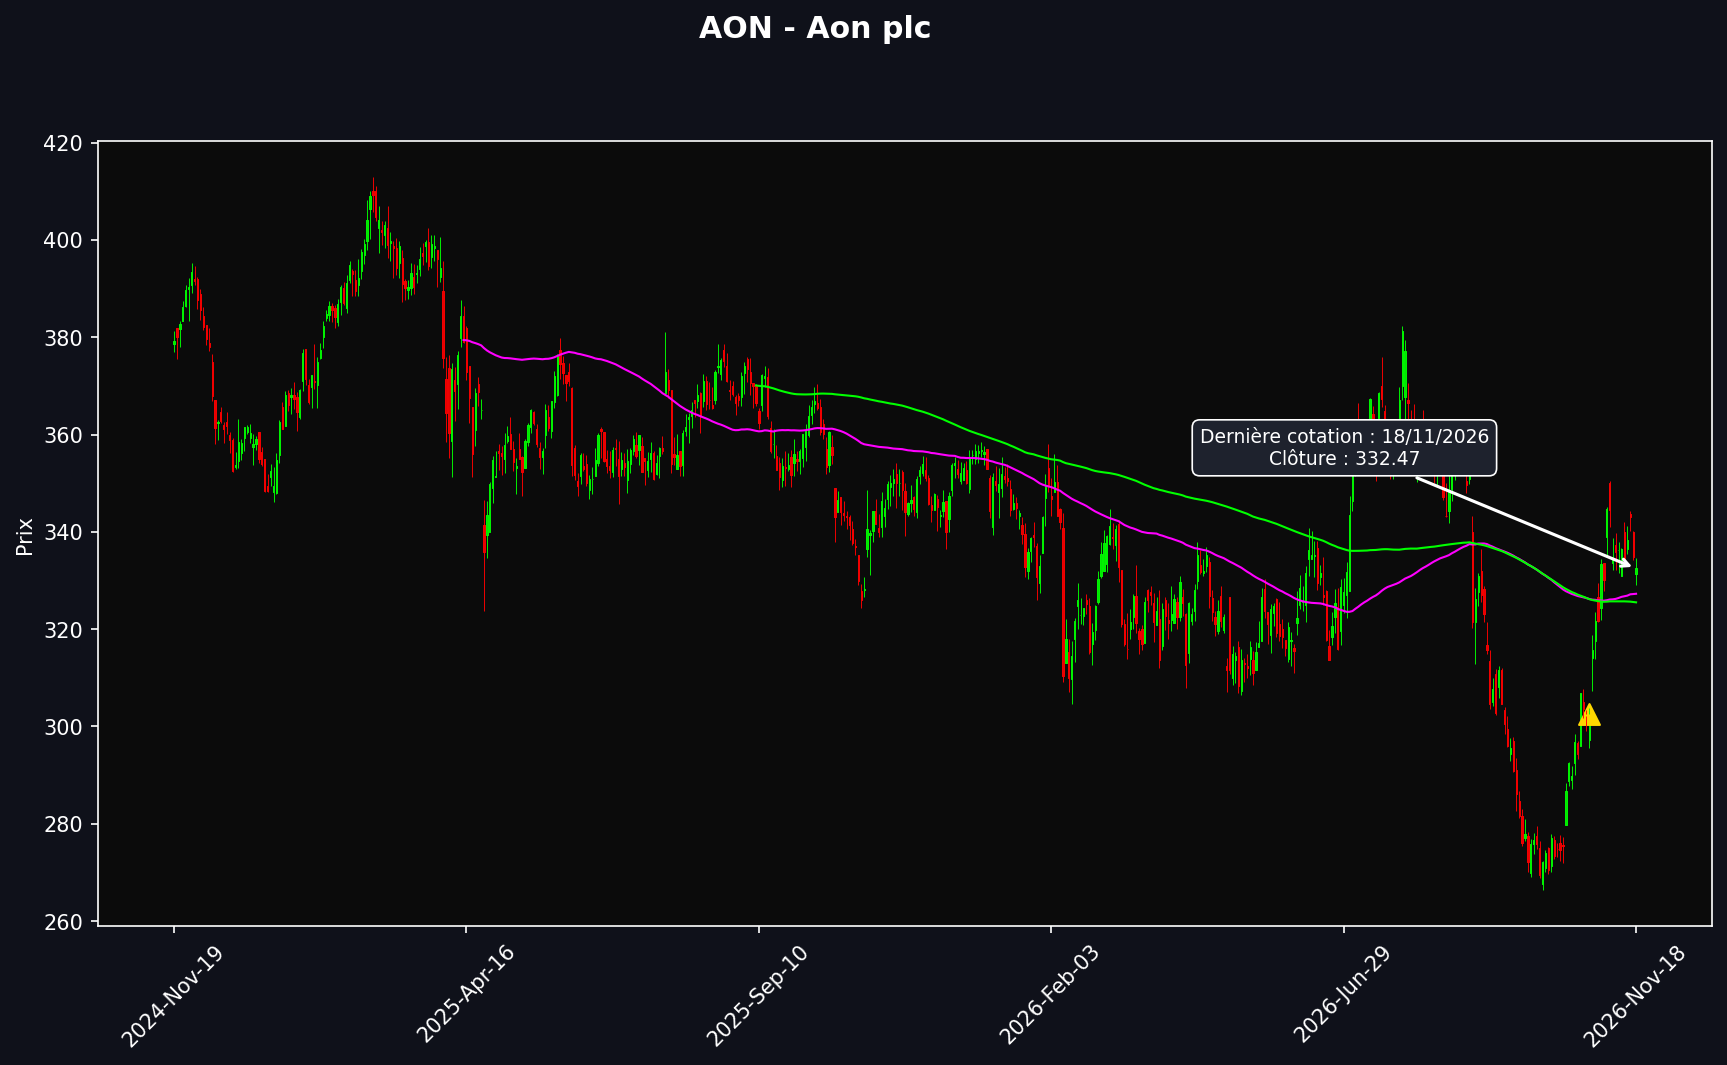 AON - Aon plc
420
400
380
360
340
320
300
280
260
Prix
Dernière cotation : 18/11/2026
Clôture : 332.47
2024-Nov-19
2025-Apr-16
2025-Sep-10
2026-Feb-03
2026-Jun-29
2026-Nov-18